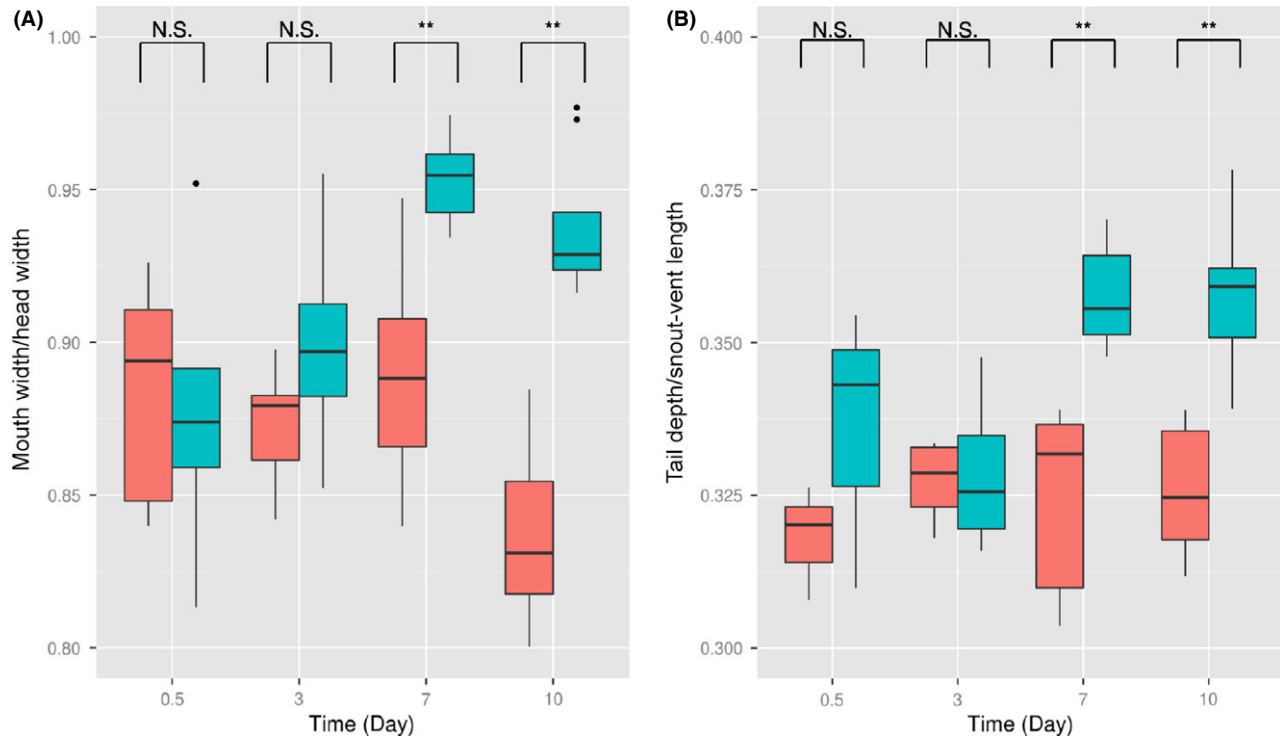 (A)
N.S. N.S. ** **
1.00
0.95
0.90
0.85
0.80
Mouth width/head width
0.5 3 7 10
Time (Day)
(B)
N.S. N.S. ** **
0.400
0.375
0.350
0.325
0.300
Tail depth/snout-vent length
0.5 3 7 10
Time (Day)